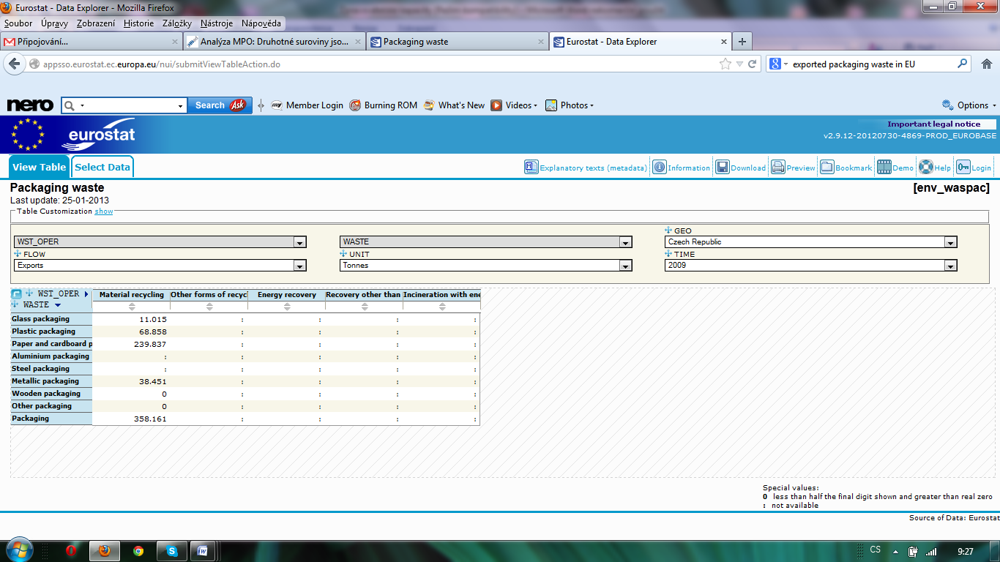 Eurostat - Data Explorer - Mozilla Firefox
Soubor Úpravy Zobrazení Historie Záložky Nástroje Nápověda
Připojování... Analýza MPO: Druhotné suroviny jso... Packaging waste Eurostat - Data Explorer
appsso.eurostat.ec.europa.eu/nui/submitViewTableAction.do exported packaging waste in EU
nero Search Ask my Member Login Burning ROM What's New Videos Photos Options
eurostat
Important legal notice
v2.9.12-20120730-4869-PROD_EUROBASE
View Table Select Data Explanatory texts (metadata) Information Download Preview Bookmark Demo Help Login
Packaging waste [env_waspac]
Last update: 25-01-2013
Table Customization show
GEO
WST_OPER WASTE Czech Republic
FLOW UNIT TIME
Exports Tonnes 2009
WST_OPER Material recycling Other forms of recycl Energy recovery Recovery other than Incineration with ene
WASTE
Glass packaging 11.015 : : : :
Plastic packaging 68.858 : : : :
Paper and cardboard p 239.837 : : : :
Aluminium packaging : : : : :
Steel packaging : : : : :
Metallic packaging 38.451 : : : :
Wooden packaging 0 : : : :
Other packaging 0 : : : :
Packaging 358.161 : : : :
Special values:
0 less than half the final digit shown and greater than real zero
: not available
Source of Data: Eurostat
CS 9:27